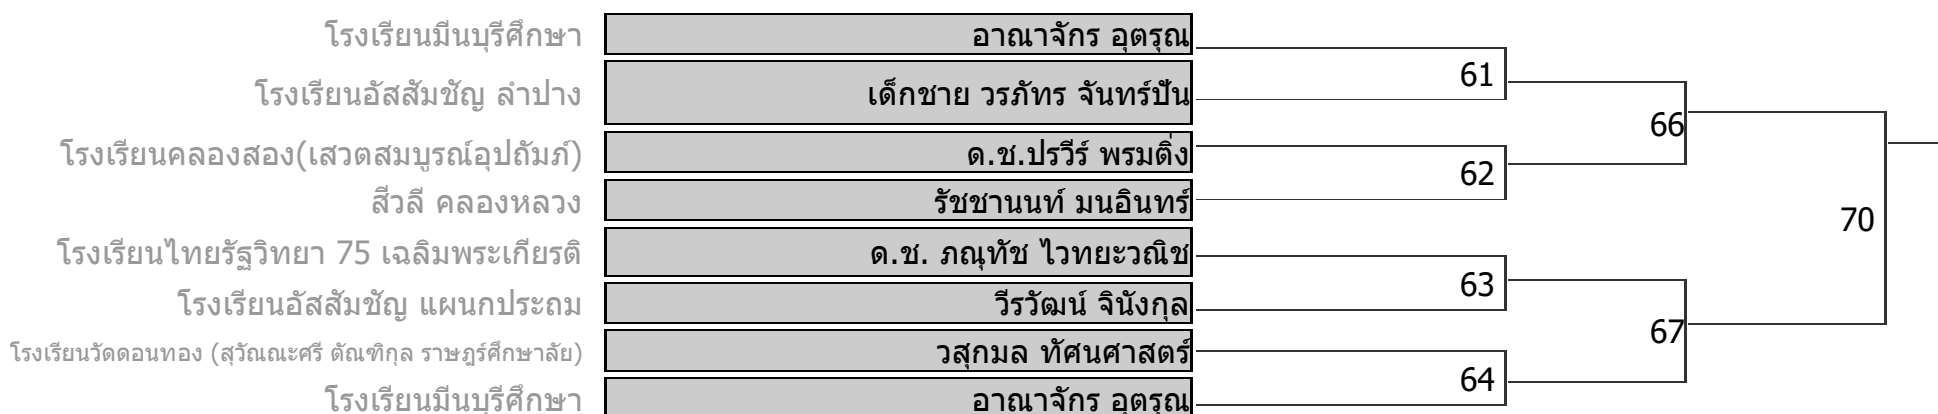 โรงเรียนมีนบุรีศึกษา อาณาจักร อุตรุณ
61
โรงเรียนอัสสัมชัญ ลำปาง เด็กชาย วรภัทร จันทร์ปัน
66
โรงเรียนคลองสอง(เสวตสมบูรณ์อุปถัมภ์) ด.ช.ปรวีร์ พรมติ่ง
62
สีวลี คลองหลวง รัชชานนท์ มนอินทร์
70
โรงเรียนไทยรัฐวิทยา 75 เฉลิมพระเกียรติ ด.ช. ภณุทัช ไวทยะวณิช
63
โรงเรียนอัสสัมชัญ แผนกประถม วีรวัฒน์ จินังกุล
67
โรงเรียนวัดดอนทอง (สุวัณณะศรี ตัณฑิกุล ราษฎร์ศึกษาลัย) วสุกมล ทัศนศาสตร์
64
โรงเรียนมีนบุรีศึกษา อาณาจักร อุตรุณ